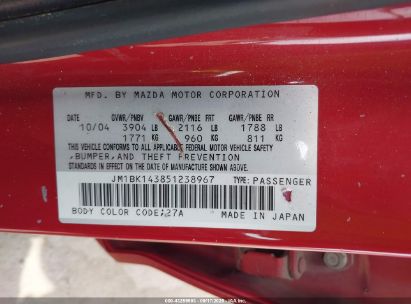 MFD. BY MAZDA MOTOR CORPORATION
DATE GVWR/PNBV GAWR/PNBE FRT GAWR/PNBE RR
10/04 3904 LB 2116 LB 1788 LB
1771 KG 960 KG 811 KG
THIS VEHICLE CONFORMS TO ALL APPLICABLE FEDERAL MOTOR VEHICLE SAFETY
,BUMPER,AND THEFT PREVENTION
STANDARDS IN EFFECT ON THE DATE OF MANUFACTURE SHOWN ABOVE.
JM1BK143851238967 TYPE:PASSENGER
BODY COLOR CODE:27A MADE IN JAPAN